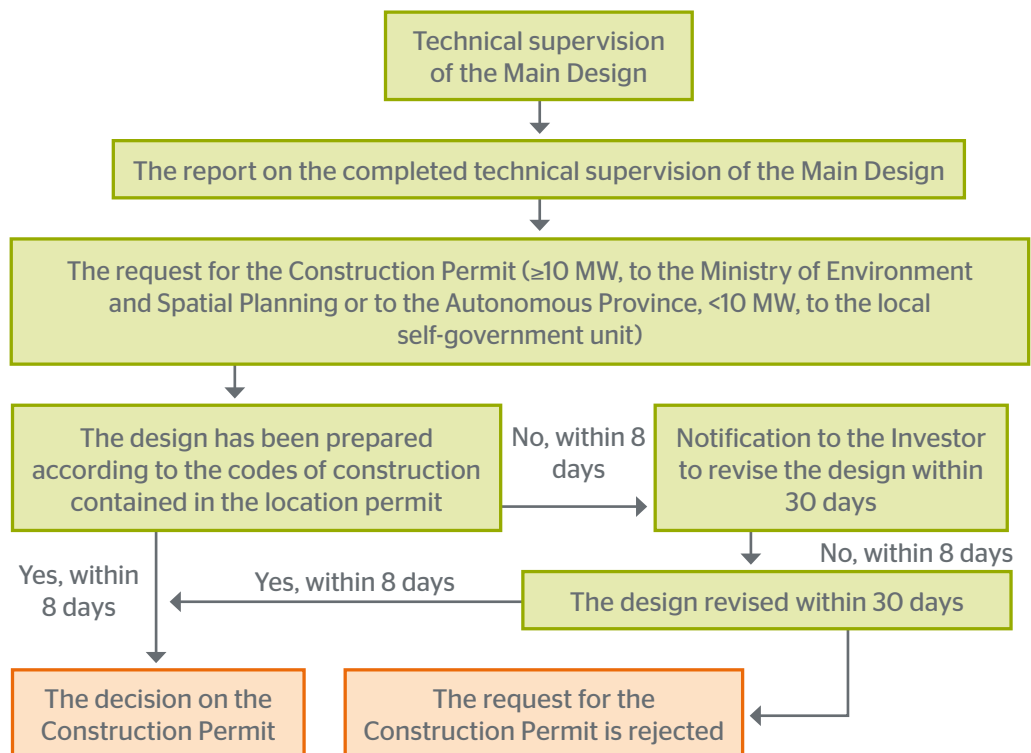 Technical supervision
of the Main Design
The report on the completed technical supervision of the Main Design
The request for the Construction Permit (≥10 MW, to the Ministry of Environment
and Spatial Planning or to the Autonomous Province, <10 MW, to the local
self-government unit)
The design has been prepared
according to the codes of construction
contained in the location permit
No, within 8
days
Notification to the Investor
to revise the design within
30 days
No, within 8 days
Yes, within
8 days
Yes, within 8 days
The design revised within 30 days
The decision on the
Construction Permit
The request for the
Construction Permit is rejected